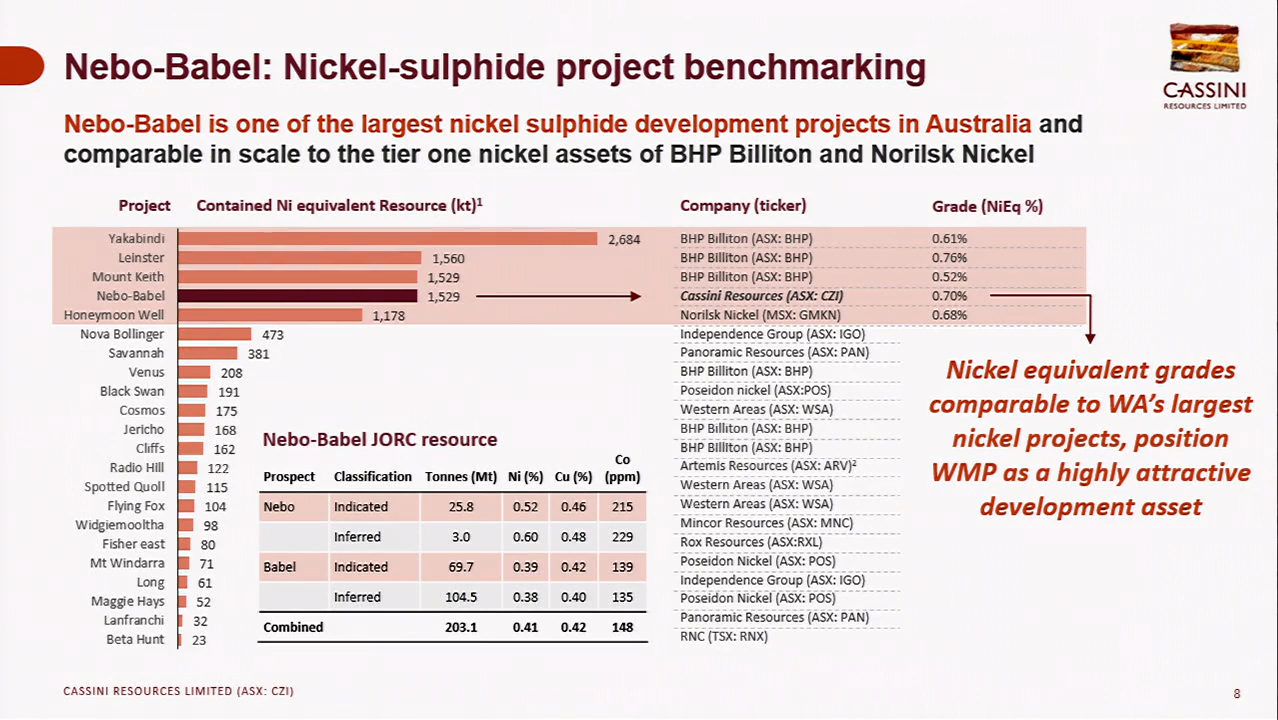 Nebo-Babel: Nickel-sulphide project benchmarking
CASSINI
RESOURCES LIMITED
Nebo-Babel is one of the largest nickel sulphide development projects in Australia and
comparable in scale to the tier one nickel assets of BHP Billiton and Norilsk Nickel
Project Contained Ni equivalent Resource (kt)¹ Company (ticker) Grade (NiEq %)
Yakabindi 2,684 BHP Billiton (ASX: BHP) 0.61%
Leinster 1,560 BHP Billiton (ASX: BHP) 0.76%
Mount Keith 1,529 BHP Billiton (ASX: BHP) 0.52%
Nebo-Babel 1,529 Cassini Resources (ASX: CZI) 0.70%
Honeymoon Well 1,178 Norilsk Nickel (MSX: GMKN) 0.68%
Nova Bollinger 473 Independence Group (ASX: IGO)
Savannah 381 Panoramic Resources (ASX: PAN)
Venus 208 BHP Billiton (ASX: BHP)
Black Swan 191 Poseidon nickel (ASX:POS)
Cosmos 175 Western Areas (ASX: WSA)
Jericho 168 BHP Billiton (ASX: BHP)
Cliffs 162 BHP Billiton (ASX: BHP)
Radio Hill 122 Artemis Resources (ASX: ARV)²
Spotted Quoll 115 Western Areas (ASX: WSA)
Flying Fox 104 Western Areas (ASX: WSA)
Widgiemooltha 98 Mincor Resources (ASX: MNC)
Fisher east 80 Rox Resources (ASX:RXL)
Mt Windarra 71 Poseidon Nickel (ASX: POS)
Long 61 Independence Group (ASX: IGO)
Maggie Hays 52 Poseidon Nickel (ASX: POS)
Lanfranchi 32 Panoramic Resources (ASX: PAN)
Beta Hunt 23 RNC (TSX: RNX)
Nebo-Babel JORC resource
Prospect Classification Tonnes (Mt) Ni (%) Cu (%) Co (ppm)
Nebo Indicated 25.8 0.52 0.46 215
Inferred 3.0 0.60 0.48 229
Babel Indicated 69.7 0.39 0.42 139
Inferred 104.5 0.38 0.40 135
Combined 203.1 0.41 0.42 148
Nickel equivalent grades
comparable to WA's largest
nickel projects, position
WMP as a highly attractive
development asset
CASSINI RESOURCES LIMITED (ASX: CZI)
8